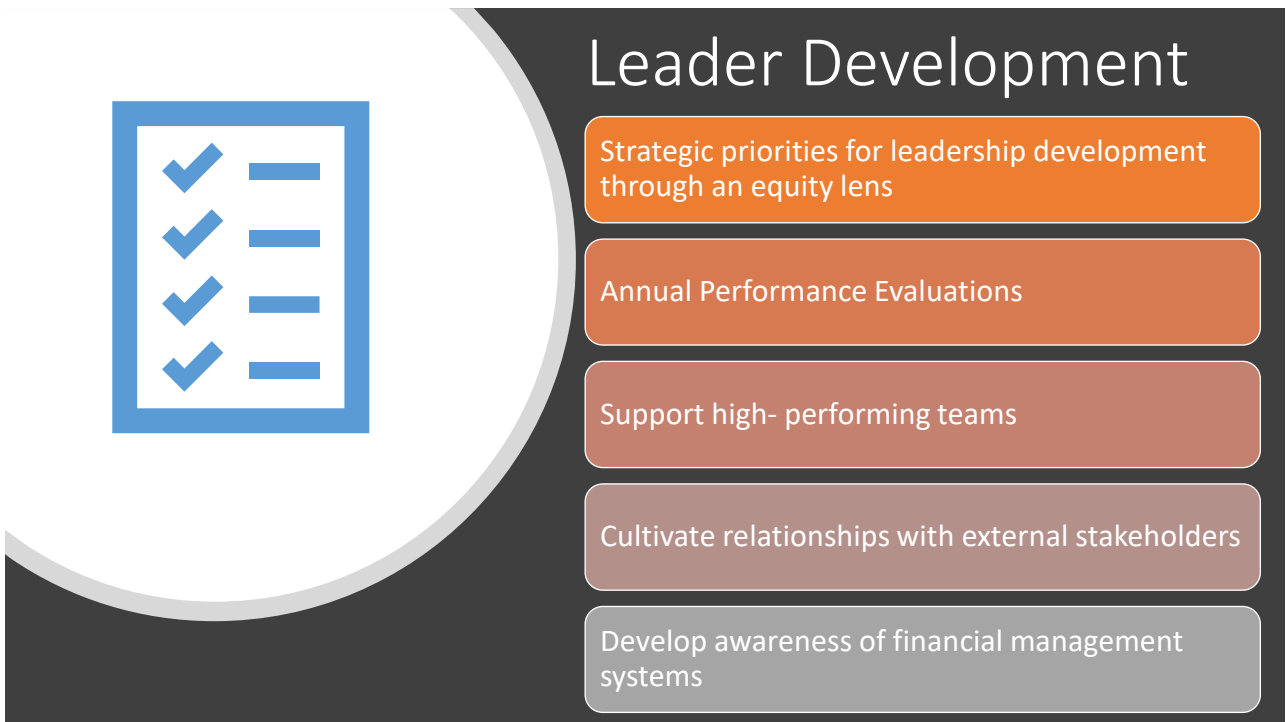 Leader Development
Strategic priorities for leadership development
through an equity lens
Annual Performance Evaluations
Support high- performing teams
Cultivate relationships with external stakeholders
Develop awareness of financial management
systems